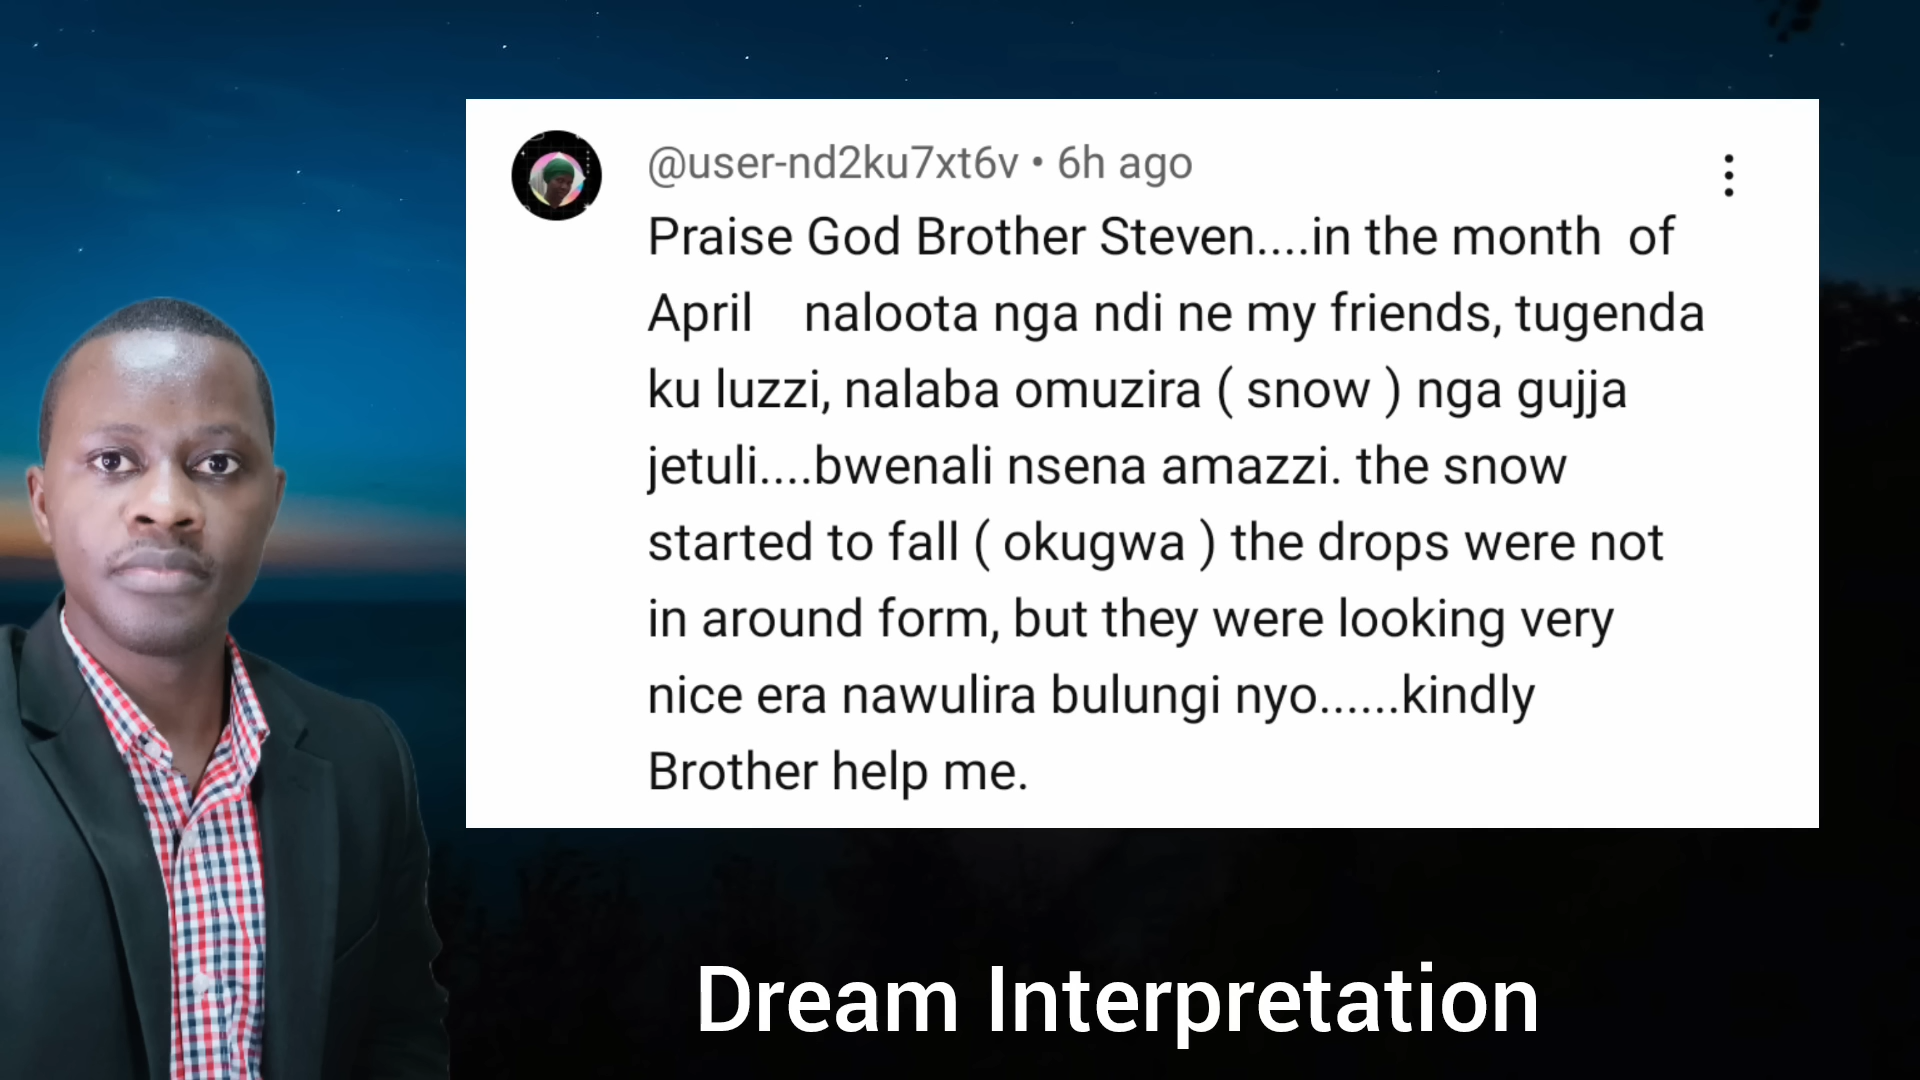 @user-nd2ku7xt6v • 6h ago
Praise God Brother Steven....in the month of
April naloota nga ndi ne my friends, tugenda
ku luzzi, nalaba omuzira ( snow ) nga gujja
jetuli....bwenali nsena amazzi. the snow
started to fall ( okugwa ) the drops were not
in around form, but they were looking very
nice era nawulira bulungi nyo......kindly
Brother help me.
Dream Interpretation